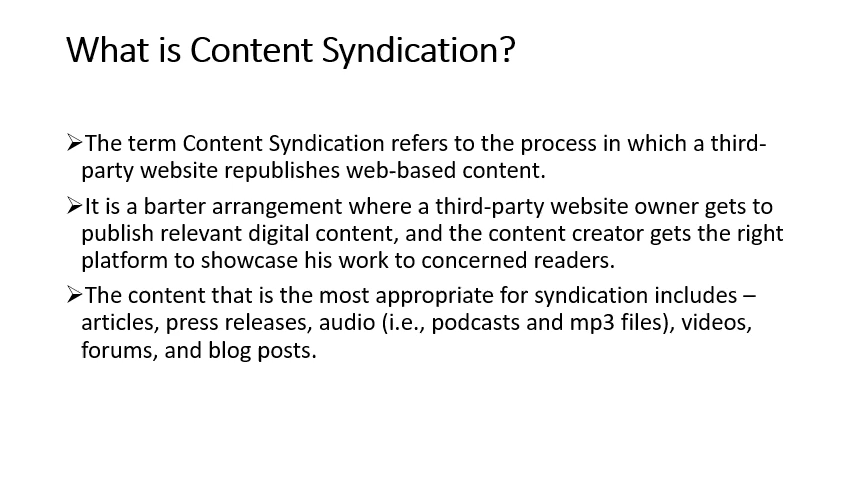 What is Content Syndication?
➢The term Content Syndication refers to the process in which a third-
party website republishes web-based content.
➢It is a barter arrangement where a third-party website owner gets to
publish relevant digital content, and the content creator gets the right
platform to showcase his work to concerned readers.
➢The content that is the most appropriate for syndication includes –
articles, press releases, audio (i.e., podcasts and mp3 files), videos,
forums, and blog posts.